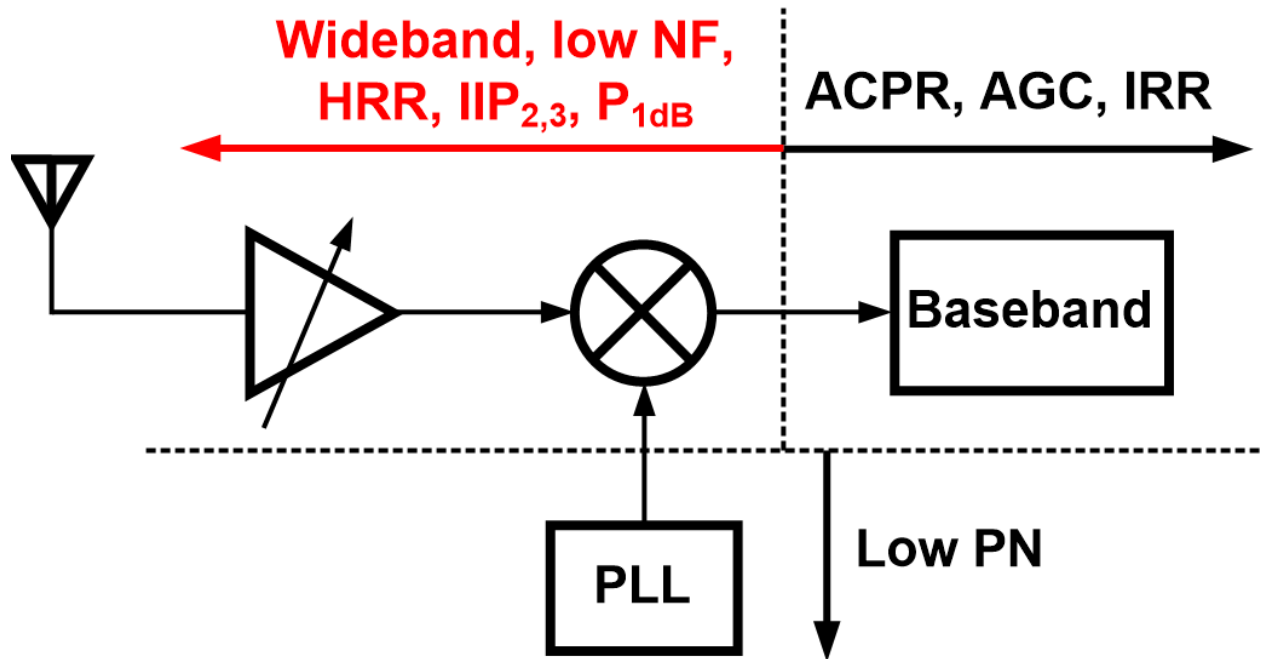 Wideband, low NF,
HRR, IIP2,3, P1dB
ACPR, AGC, IRR
Baseband
Low PN
PLL